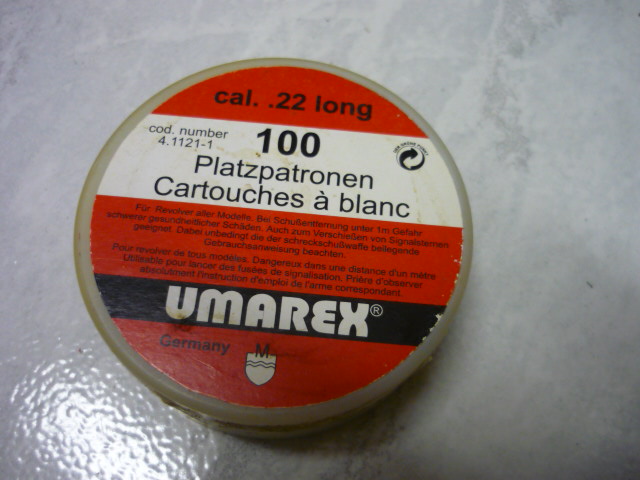 cal. .22 long
cod. number
4.1121-1
100
DER GRÜNE PUNKT
Platzpatronen
Cartouches à blanc
Für Revolver aller Modelle. Bei Schußentfernung unter 1m Gefahr
schwerer gesundheitlicher Schäden. Auch zum Verschießen von Signalsternen
geeignet. Dabei unbedingt die der schreckschußwaffe beiliegende
Gebrauchsanweisung beachten.
Pour revolver de tous modèles. Dangereux dans une distance d'un mètre
Utilisable pour lancer des fusées de signalisation. Prière d'observer
absolument l'instruction d'emploi de l'arme correspondant.
UMAREX®
Germany
M